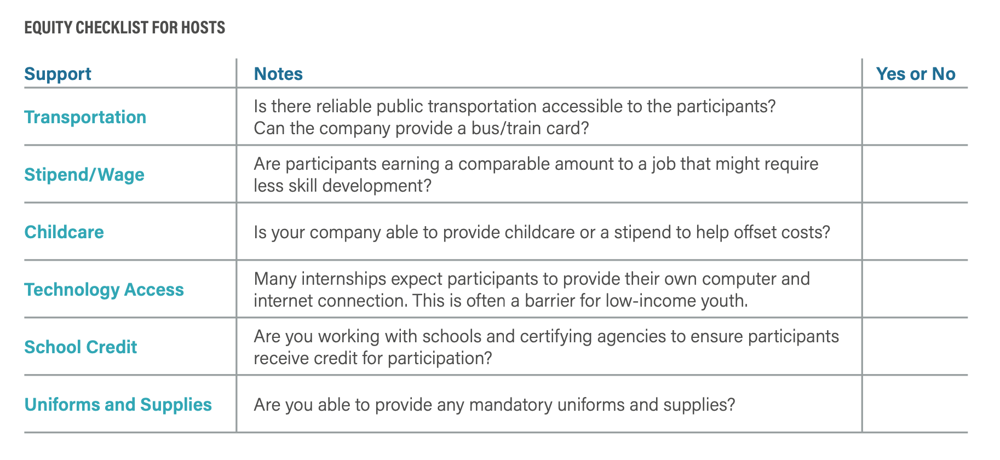 EQUITY CHECKLIST FOR HOSTS
Support
Notes
Yes or No
Transportation
Is there reliable public transportation accessible to the participants?
Can the company provide a bus/train card?
Stipend/Wage
Are participants earning a comparable amount to a job that might require
less skill development?
Childcare
Is your company able to provide childcare or a stipend to help offset costs?
Technology Access
Many internships expect participants to provide their own computer and
internet connection. This is often a barrier for low-income youth.
School Credit
Are you working with schools and certifying agencies to ensure participants
receive credit for participation?
Uniforms and Supplies
Are you able to provide any mandatory uniforms and supplies?